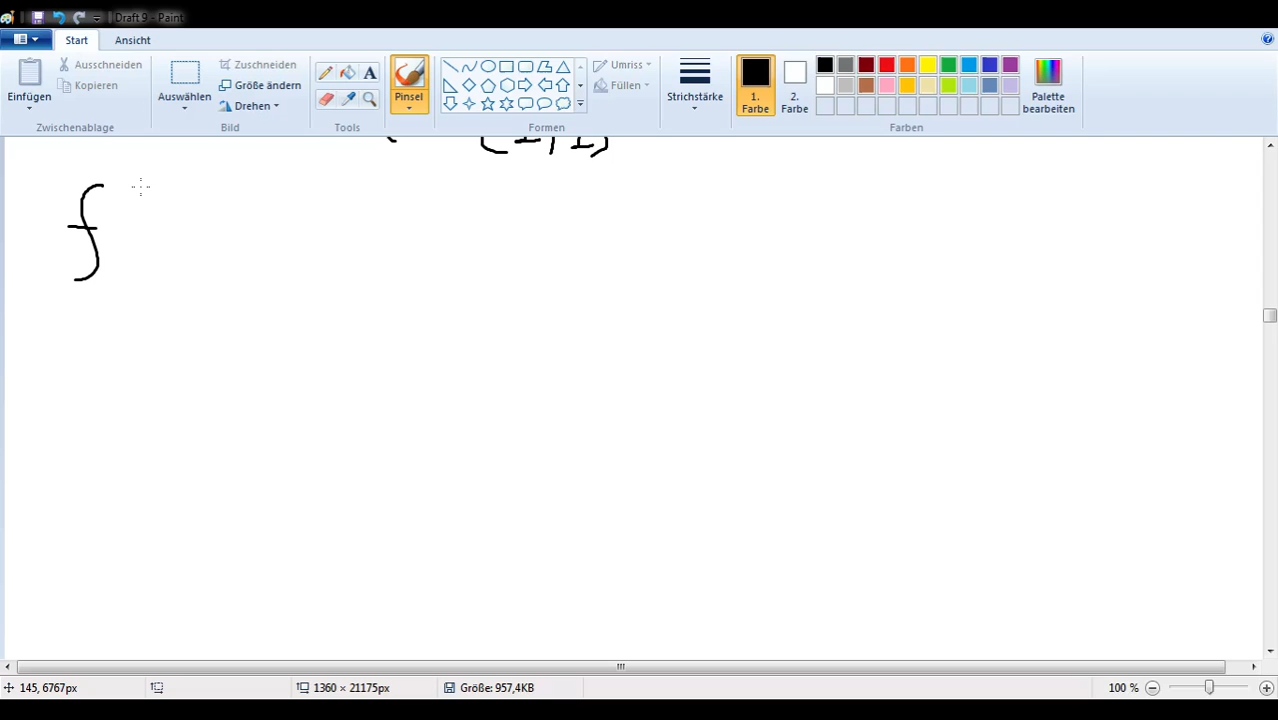 Draft 9 - Paint
Start Ansicht
Einfügen
Ausschneiden
Kopieren
Zwischenablage
Auswählen
Zuschneiden
Größe ändern
Drehen
Bild
A
Tools
Pinsel
Umriss
Füllen
Formen
Strichstärke
1.
Farbe
2.
Farbe
Palette
bearbeiten
Farben
f
145, 6767px
1360 × 21175px
Größe: 957,4KB
100 %